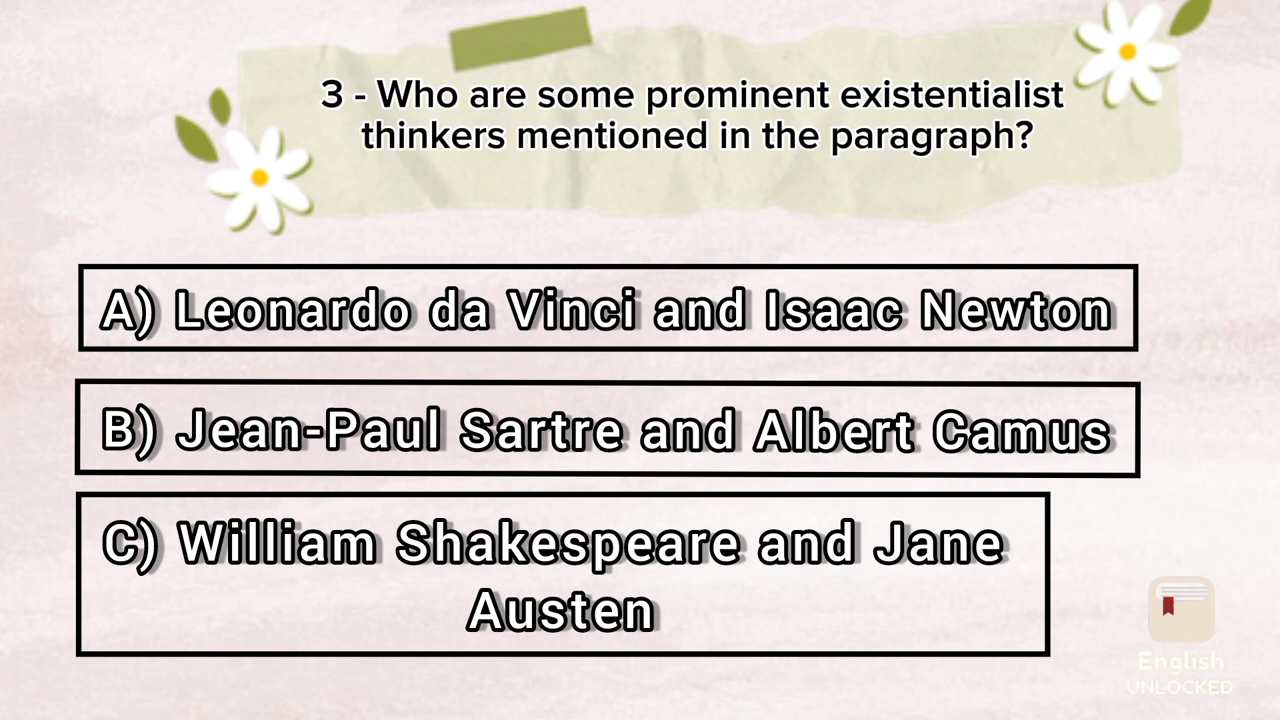 3 - Who are some prominent existentialist
thinkers mentioned in the paragraph?
A) Leonardo da Vinci and Isaac Newton
B) Jean-Paul Sartre and Albert Camus
C) William Shakespeare and Jane
Austen
English
UNLOCKED